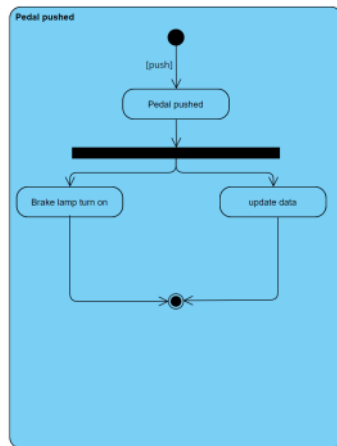 Pedal pushed
[push]
Pedal pushed
Brake lamp turn on
update data